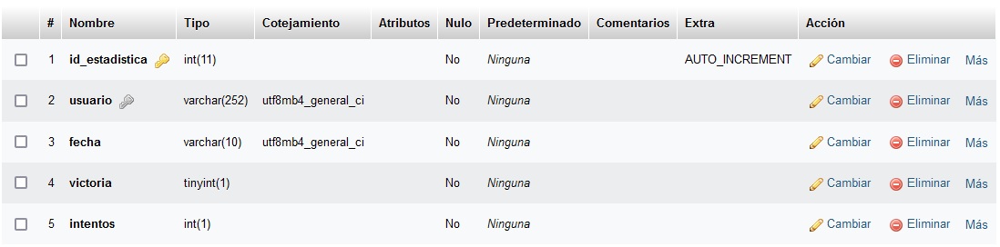 # Nombre Tipo Cotejamiento Atributos Nulo Predeterminado Comentarios Extra Acción
1 id_estadistica int(11) No Ninguna AUTO_INCREMENT Cambiar Eliminar Más
2 usuario varchar(252) utf8mb4_general_ci No Ninguna Cambiar Eliminar Más
3 fecha varchar(10) utf8mb4_general_ci No Ninguna Cambiar Eliminar Más
4 victoria tinyint(1) No Ninguna Cambiar Eliminar Más
5 intentos int(1) No Ninguna Cambiar Eliminar Más